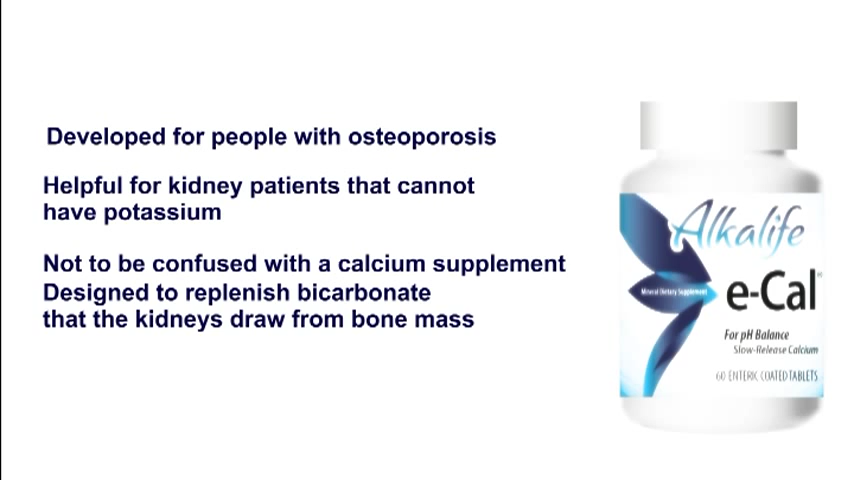 Developed for people with osteoporosis
Helpful for kidney patients that cannot
have potassium
Not to be confused with a calcium supplement
Designed to replenish bicarbonate
that the kidneys draw from bone mass
Alkalife
Mineral Dietary Supplement
e-Cal
For pH Balance
Slow-Release Calcium
60 ENTERIC COATED TABLETS